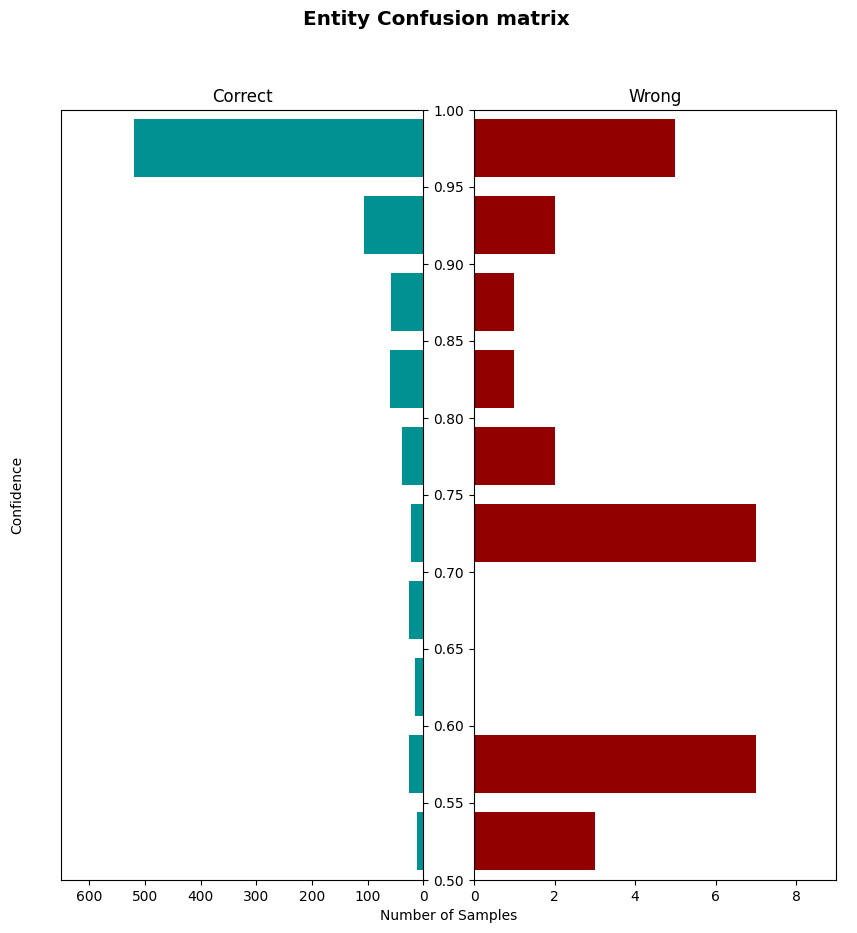 Entity Confusion matrix
Correct
Wrong
1.00
0.95
0.90
0.85
0.80
0.75
0.70
0.65
0.60
0.55
0.50
Confidence
600 500 400 300 200 100 0
0 2 4 6 8
Number of Samples